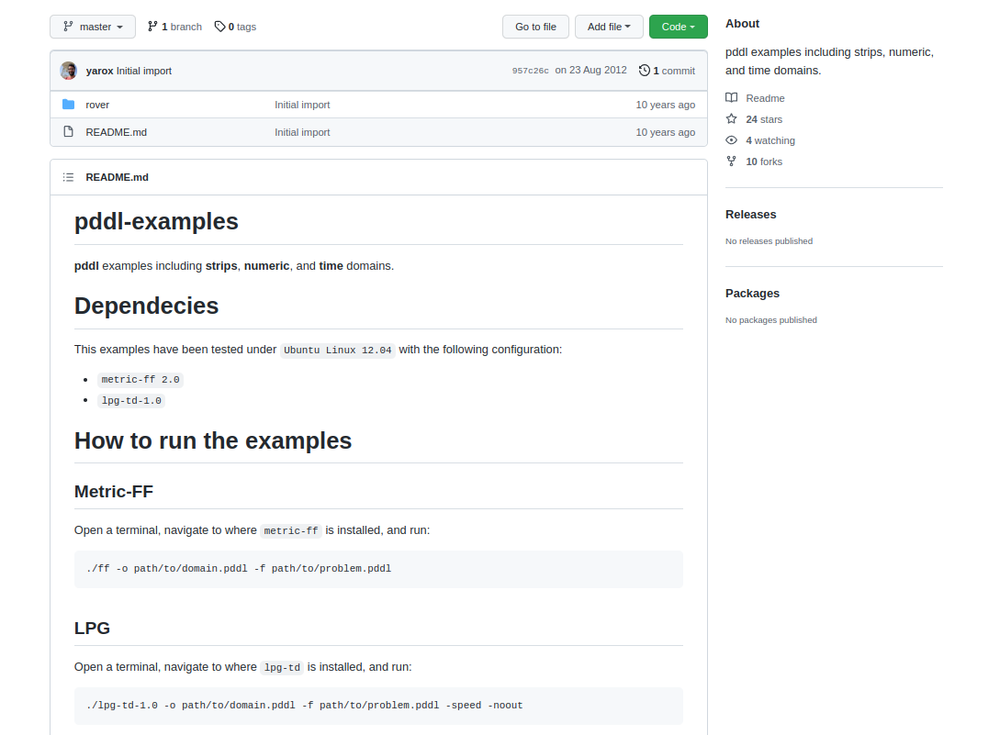 master
1 branch
0 tags
Go to file
Add file
Code
yarox Initial import
957c26c on 23 Aug 2012
1 commit
rover Initial import 10 years ago
README.md Initial import 10 years ago
README.md
pddl-examples
pddl examples including strips, numeric, and time domains.
Dependecies
This examples have been tested under Ubuntu Linux 12.04 with the following configuration:
metric-ff 2.0
lpg-td-1.0
How to run the examples
Metric-FF
Open a terminal, navigate to where metric-ff is installed, and run:
./ff -o path/to/domain.pddl -f path/to/problem.pddl
LPG
Open a terminal, navigate to where lpg-td is installed, and run:
./lpg-td-1.0 -o path/to/domain.pddl -f path/to/problem.pddl -speed -noout
About
pddl examples including strips, numeric,
and time domains.
Readme
24 stars
4 watching
10 forks
Releases
No releases published
Packages
No packages published